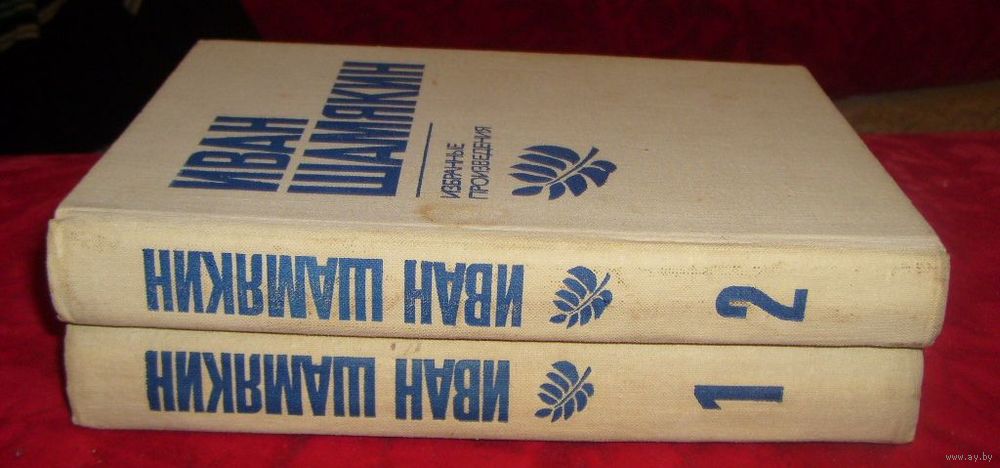 ИВАН
ШАМЯКИН
ИЗБРАННЫЕ
ПРОИЗВЕДЕНИЯ
ИВАН ШАМЯКИН
2
ИВАН ШАМЯКИН
1
www.ay.by